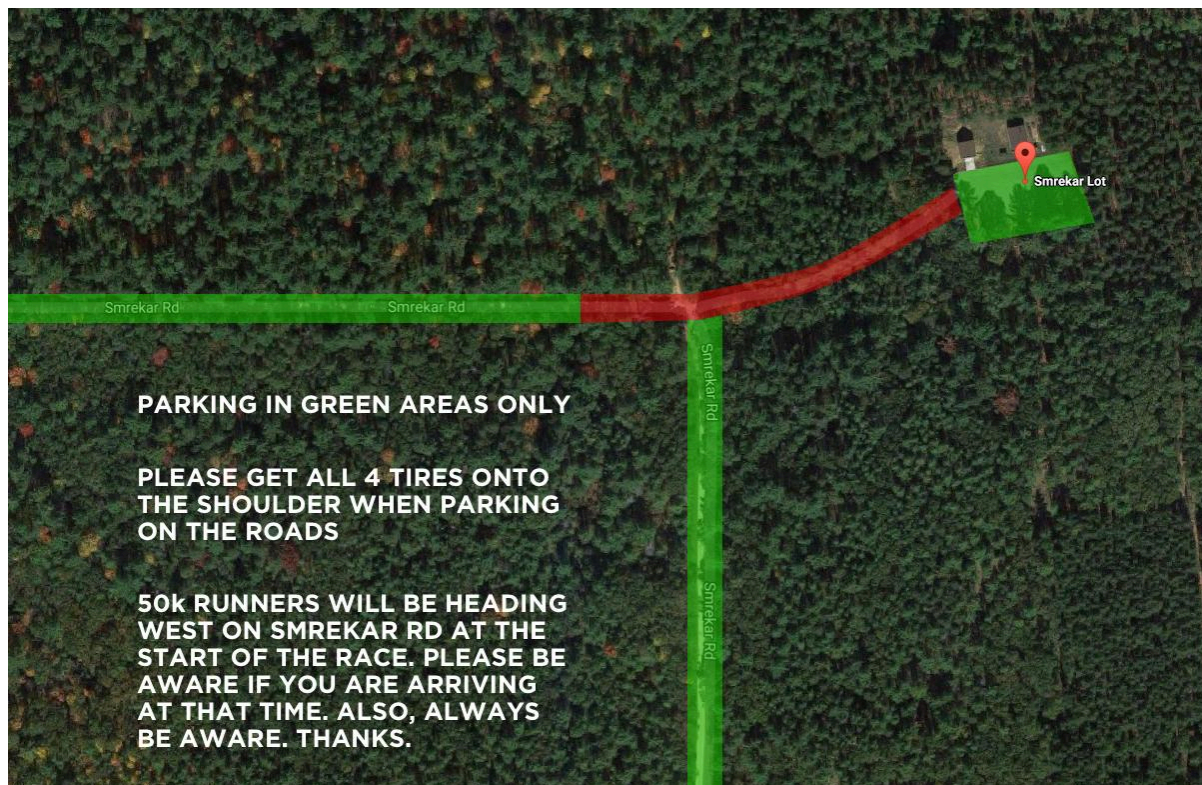 Smrekar Lot
Smrekar Rd
Smrekar Rd
Smrekar Rd
PARKING IN GREEN AREAS ONLY
PLEASE GET ALL 4 TIRES ONTO
THE SHOULDER WHEN PARKING
ON THE ROADS
Smrekar Rd
50k RUNNERS WILL BE HEADING
WEST ON SMREKAR RD AT THE
START OF THE RACE. PLEASE BE
AWARE IF YOU ARE ARRIVING
AT THAT TIME. ALSO, ALWAYS
BE AWARE. THANKS.